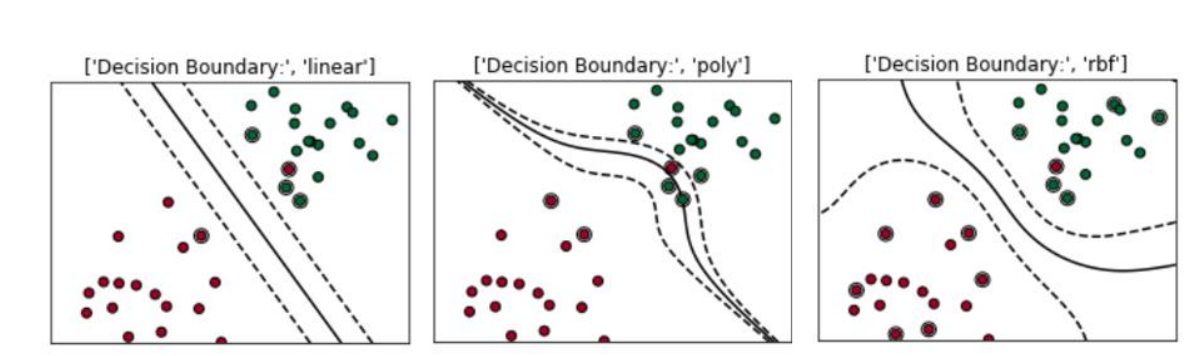 ['Decision Boundary:', 'linear']
['Decision Boundary:', 'poly']
['Decision Boundary:', 'rbf']